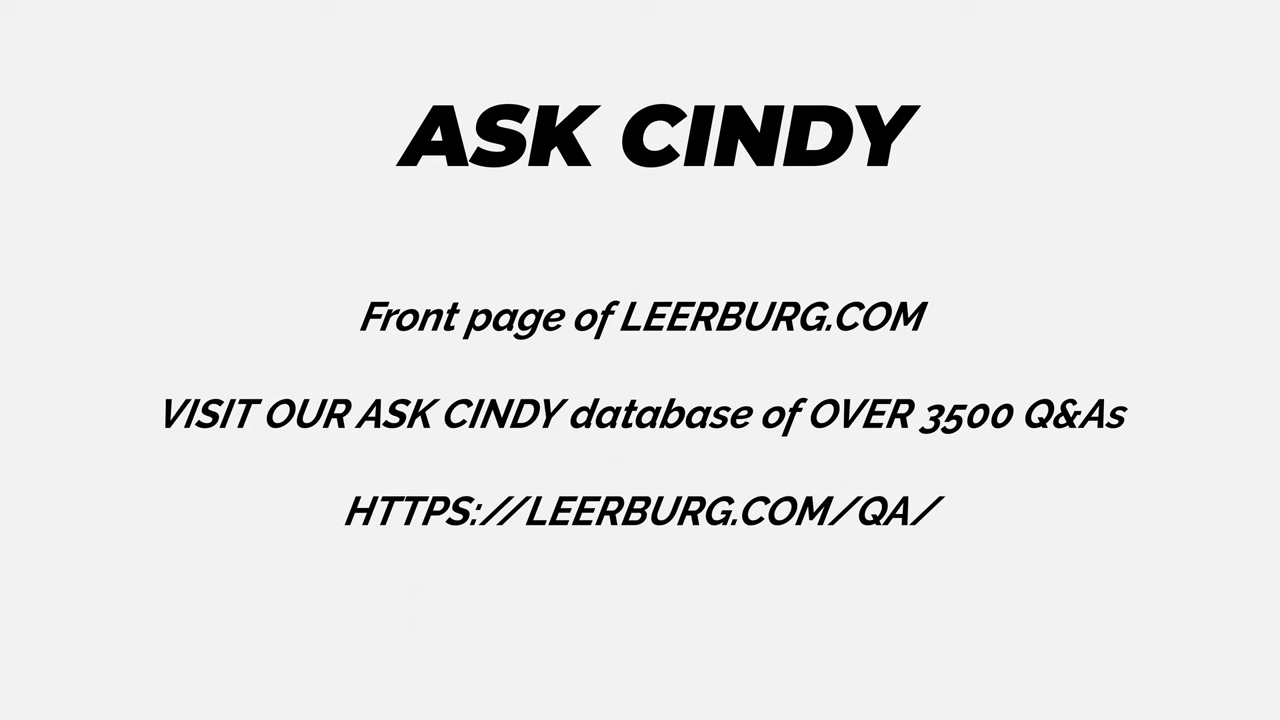 ASK CINDY
Front page of LEERBURG.COM
VISIT OUR ASK CINDY database of OVER 3500 Q&As
HTTPS://LEERBURG.COM/QA/